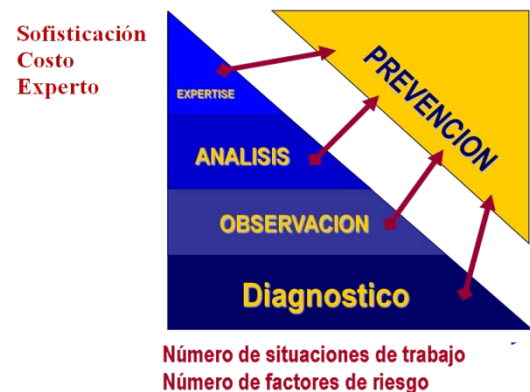 Sofisticación
Costo
Experto
EXPERTISE
PREVENCION
ANALISIS
OBSERVACION
Diagnostico
Número de situaciones de trabajo
Número de factores de riesgo